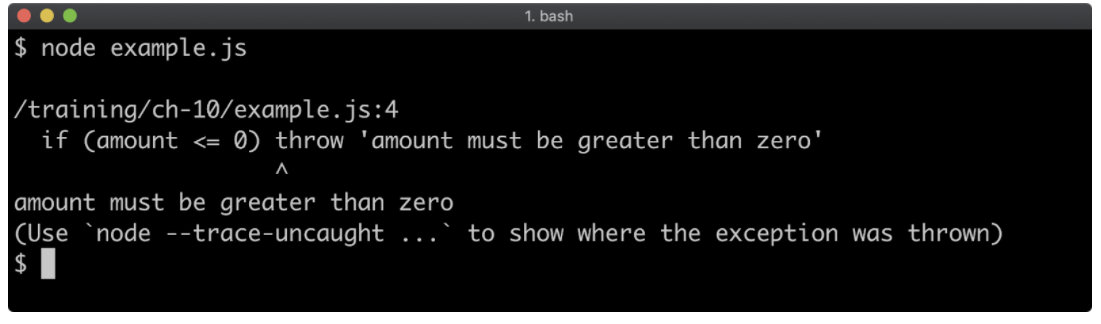 1. bash
$ node example.js
/training/ch-10/example.js:4
  if (amount <= 0) throw 'amount must be greater than zero'
                   ^
amount must be greater than zero
(Use `node --trace-uncaught ...` to show where the exception was thrown)
$